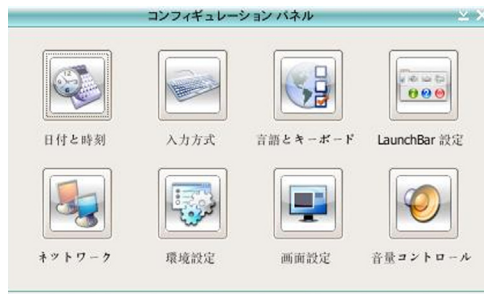 コンフィギュレーション パネル
日付と時刻
入力方式
言語とキーボード
LaunchBar 設定
ネットワーク
環境設定
画面設定
音量コントロール